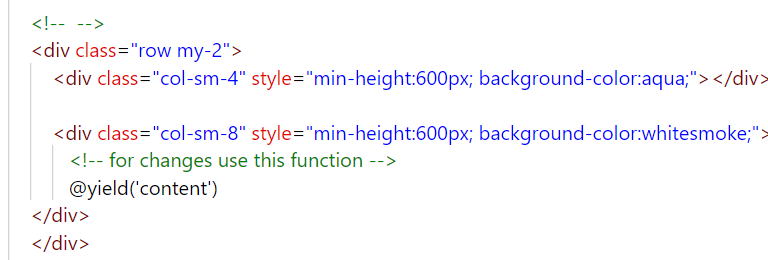 <!--  -->
<div class="row my-2">
<div class="col-sm-4" style="min-height:600px; background-color:aqua;"></div>
<div class="col-sm-8" style="min-height:600px; background-color:whitesmoke;">
<!-- for changes use this function -->
@yield('content')
</div>
</div>